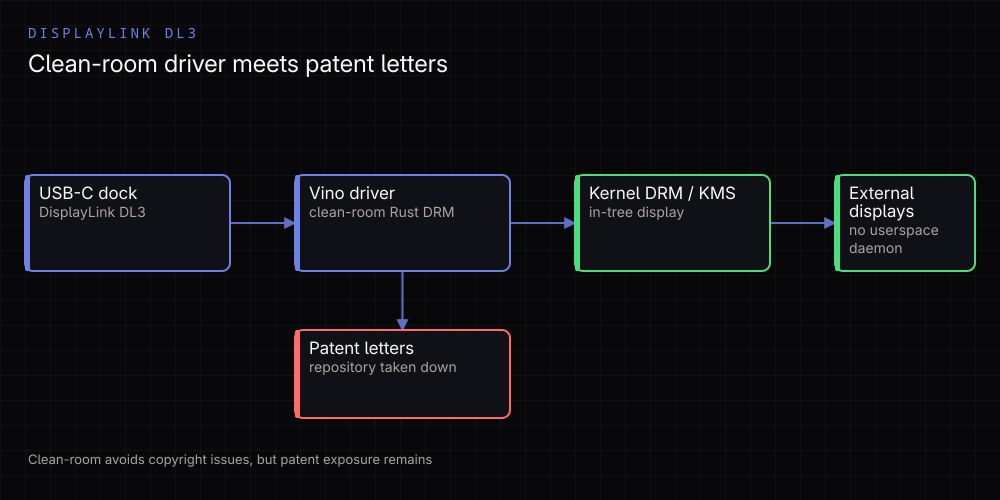 DISPLAYLINK DL3
Clean-room driver meets patent letters
USB-C dock
DisplayLink DL3
Vino driver
clean-room Rust DRM
Kernel DRM / KMS
in-tree display
External
displays
no userspace
daemon
Patent letters
repository taken down
Clean-room avoids copyright issues, but patent exposure remains